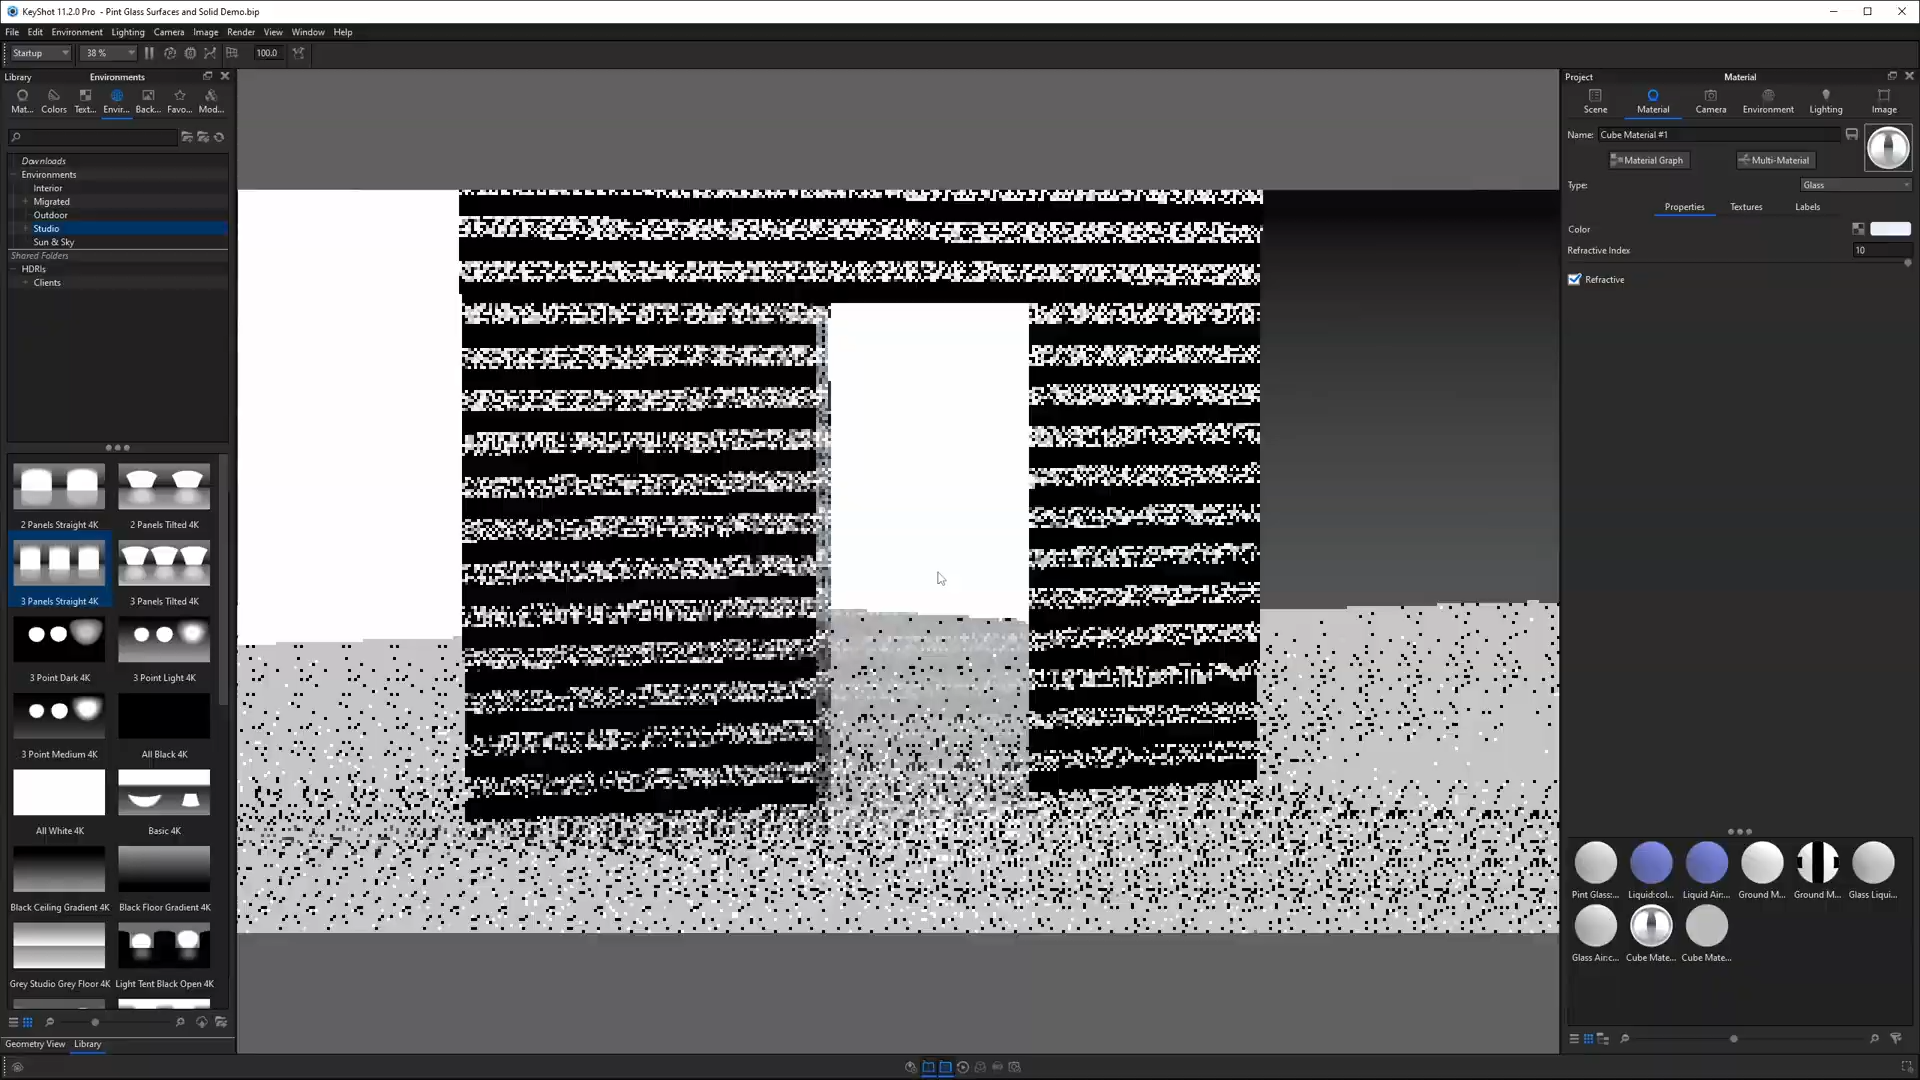 KeyShot 11.2.0 Pro - Pint Glass Surfaces and Solid Demo.bip
File Edit Environment Lighting Camera Image Render View Window Help
Startup 38 % 100.0
Library Environments
Mat... Colors Text... Envir... Back... Favo... Mod...
Downloads
Environments
Interior
Migrated
Outdoor
Studio
Sun & Sky
Shared Folders
HDRIs
Clients
2 Panels Straight 4K 2 Panels Tilted 4K
3 Panels Straight 4K 3 Panels Tilted 4K
3 Point Dark 4K 3 Point Light 4K
3 Point Medium 4K All Black 4K
All White 4K Basic 4K
Black Ceiling Gradient 4K Black Floor Gradient 4K
Grey Studio Grey Floor 4K Light Tent Black Open 4K
Geometry View Library
Project Material
Scene Material Camera Environment Lighting Image
Name: Cube Material #1
Material Graph Multi-Material
Type: Glass
Properties Textures Labels
Color
Refractive Index 10
Refractive
Pint Glass:... Liquid:col... Liquid Air:... Ground M... Ground M... Glass Liqui...
Glass Air:c... Cube Mate... Cube Mate...